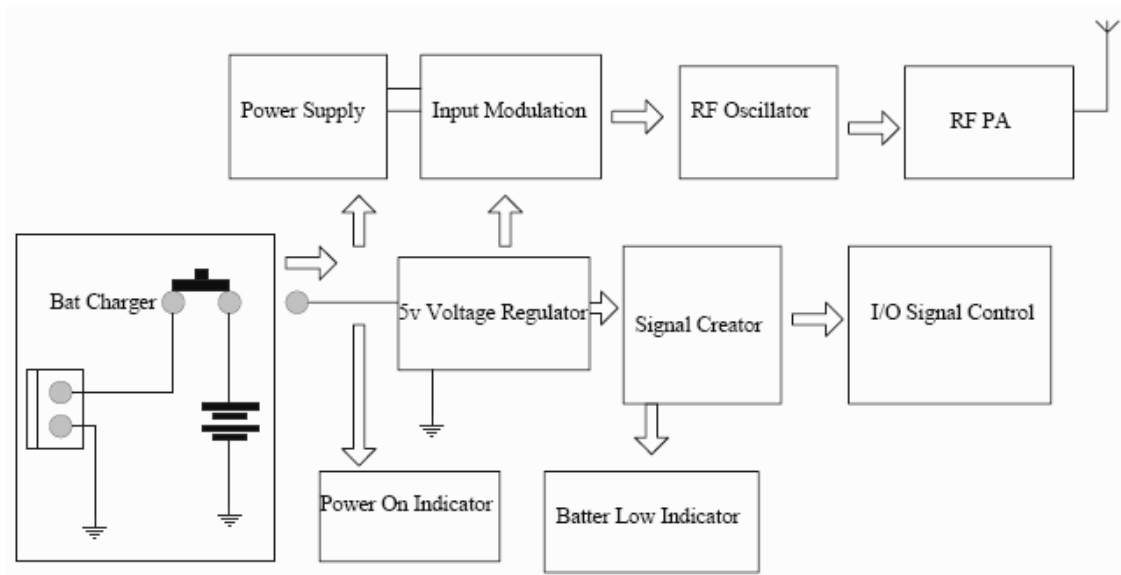 Power Supply
Input Modulation
RF Oscillator
RF PA
Bat Charger
5v Voltage Regulator
Signal Creator
I/O Signal Control
Power On Indicator
Batter Low Indicator